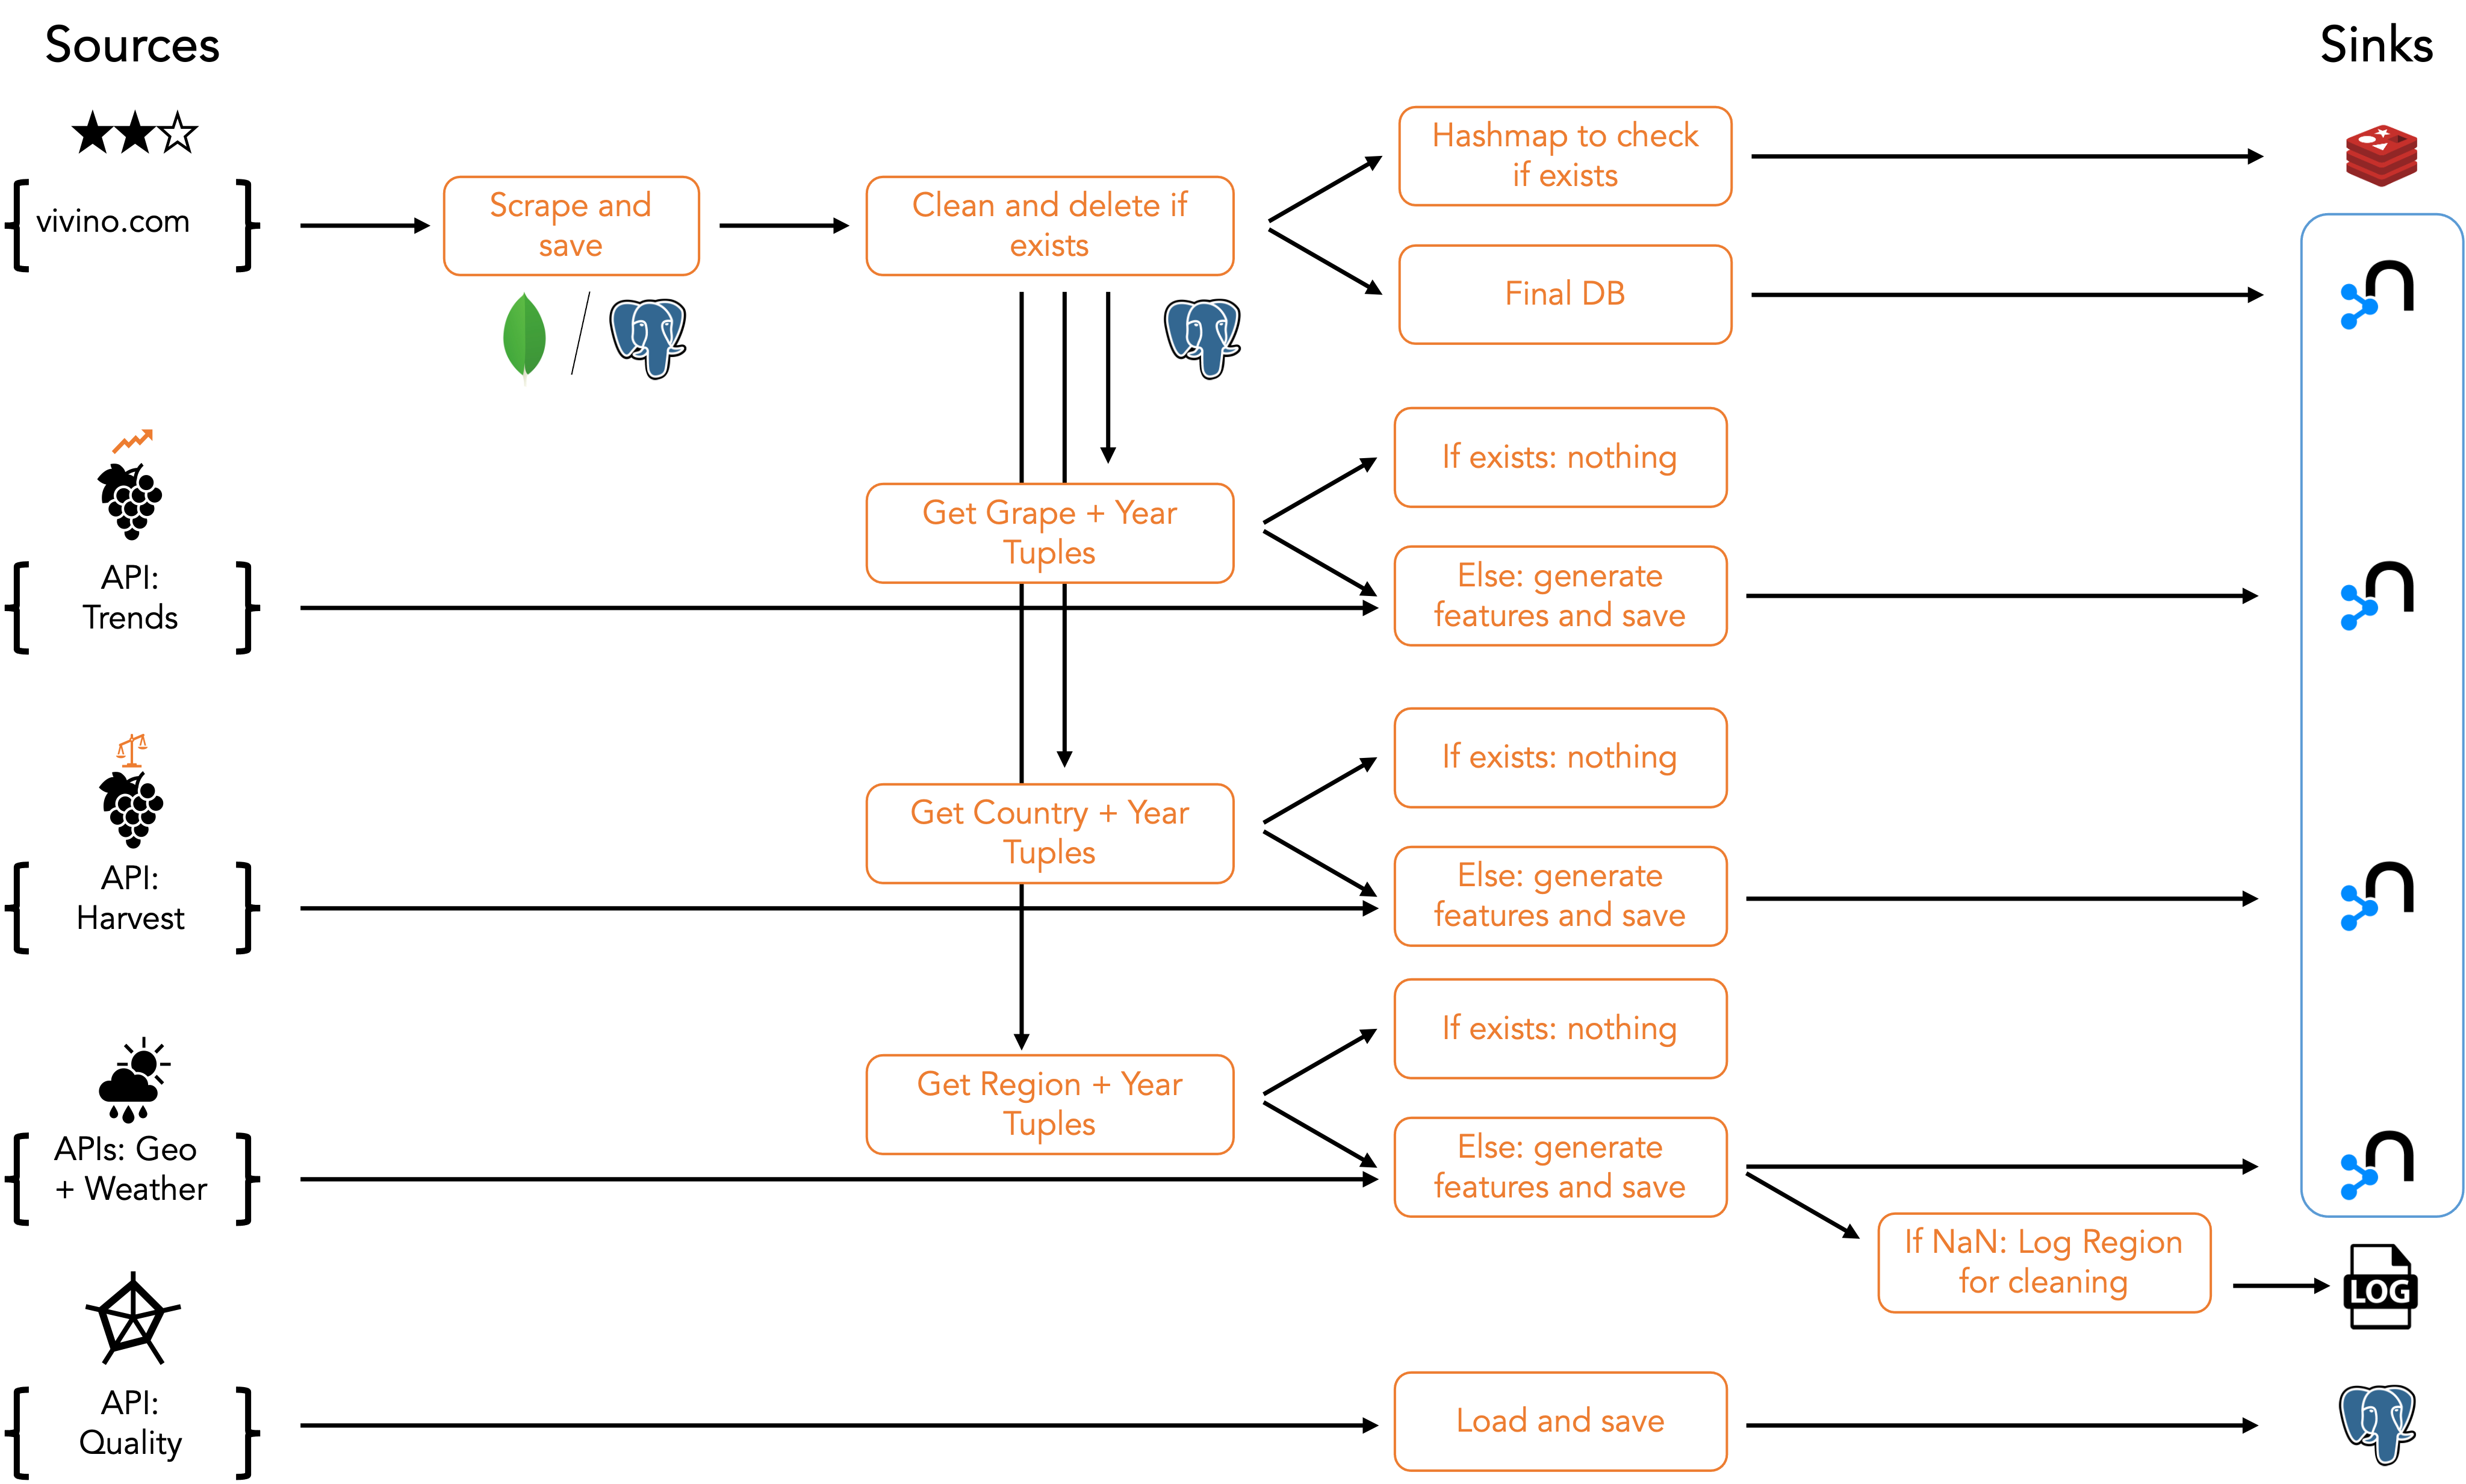 Sources
Sinks
vivino.com
Scrape and
save
Clean and delete if
exists
Hashmap to check
if exists
Final DB
API:
Trends
Get Grape + Year
Tuples
If exists: nothing
Else: generate
features and save
API:
Harvest
Get Country + Year
Tuples
If exists: nothing
Else: generate
features and save
APIs: Geo
+ Weather
Get Region + Year
Tuples
If exists: nothing
Else: generate
features and save
If NaN: Log Region
for cleaning
LOG
API:
Quality
Load and save